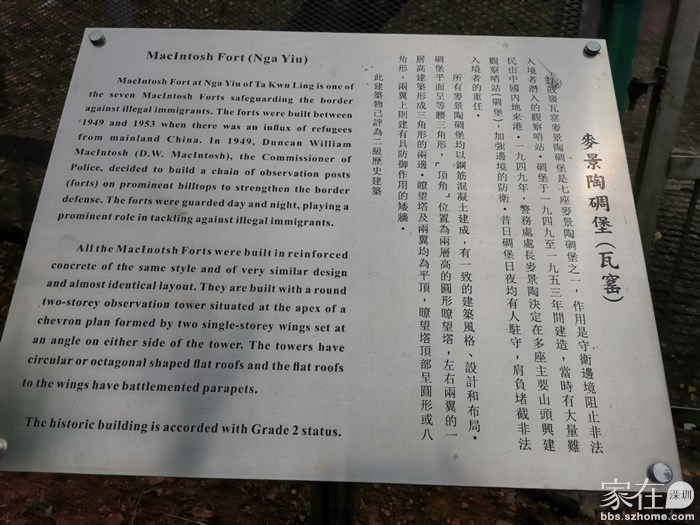 MacIntosh Fort (Nga Yiu)
MacIntosh Fort at Nga Yiu of Ta Kwu Ling is one of
the seven MacIntosh Forts safeguarding the border
against illegal immigrants. The forts were built between
1949 and 1953 when there was an influx of refugees
from mainland China. In 1949, Duncan William
MacIntosh (D.W. MacIntosh), the Commissioner of
Police, decided to build a chain of observation posts
(forts) on prominent hilltops to strengthen the border
defense. The forts were guarded day and night, playing a
prominent role in tackling against illegal immigrants.
All the MacInotsh Forts were built in reinforced
concrete of the same style and of very similar design
and almost identical layout. They are built with a round
two-storey observation tower situated at the apex of a
chevron plan formed by two single-storey wings set at
an angle on either side of the tower. The towers have
circular or octagonal shaped flat roofs and the flat roofs
to the wings have battlemented parapets.
The historic building is accorded with Grade 2 status.
麥景陶碉堡(瓦窰)
鼓嶺瓦窰麥景陶碉堡是七座麥景陶碉堡之一，作用是守衛邊境阻止非法
入境者潛入的觀察哨站。碉堡于一九四九至一九五三年間建造，當時有大量難
民由中國內地來港。一九四九年，警務處處長麥景陶決定在多座主要山頭興建
觀察哨站(碉堡)，加強邊境的防衛。昔日碉堡日夜均有人駐守，肩負堵截非法
入境者的重任。
所有麥景陶碉堡均以鋼筋混凝土建成，有一致的建築風格、設計和布局。
碉堡平面呈等腰三角形，「頂角」位置為兩層高的圓形瞭望塔，左右兩翼的一
層高建築形成三角形的兩邊。瞭望塔及兩翼均為平頂，瞭望塔頂部呈圓形或八
角形，兩翼上則建有具防御作用的矮牆。
此建築物已評為二級歷史建築
家在深圳
bbs.szhome.com